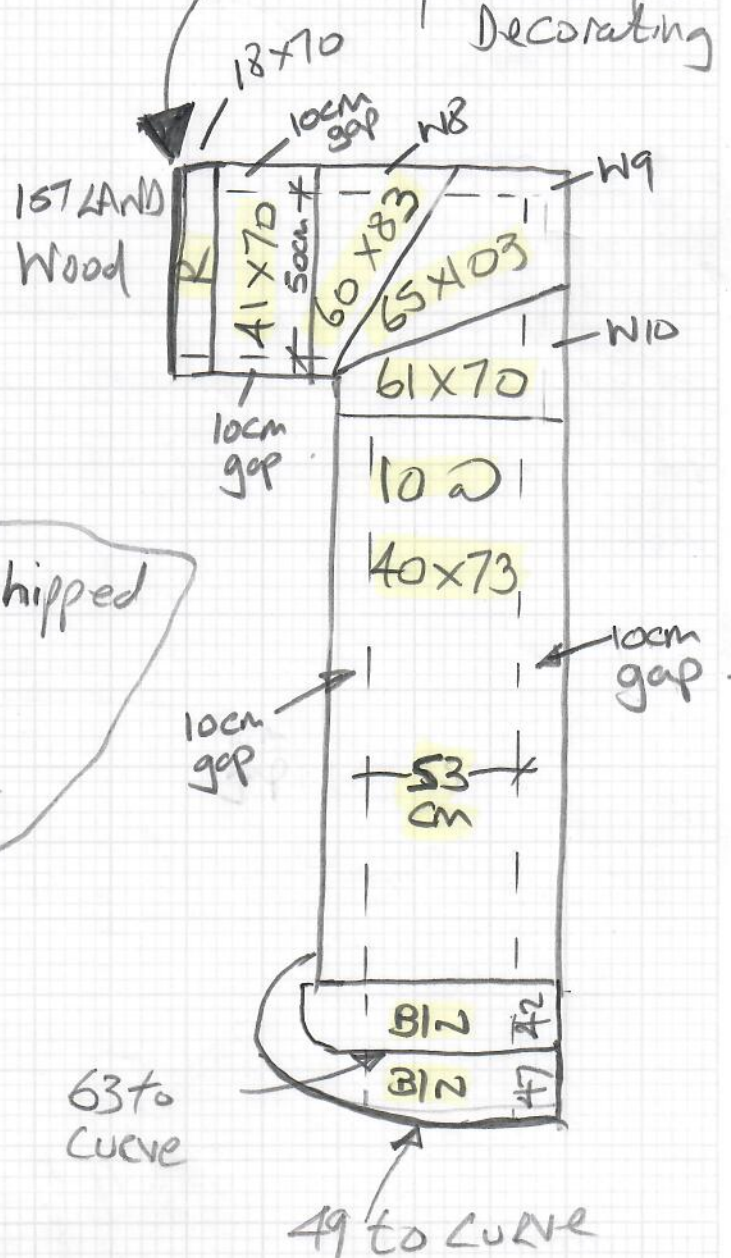 Decorating
18x70
10cm
gap
W8
W9
1ST LAND
Wood
R
41x70
50cm
60x83
65x103
W10
61x70
10cm
gap
10 @
40x73
hipped
10cm
gap
10cm
gap
53
cm
BIN 42
BIN 47
63 to
curve
49 to curve